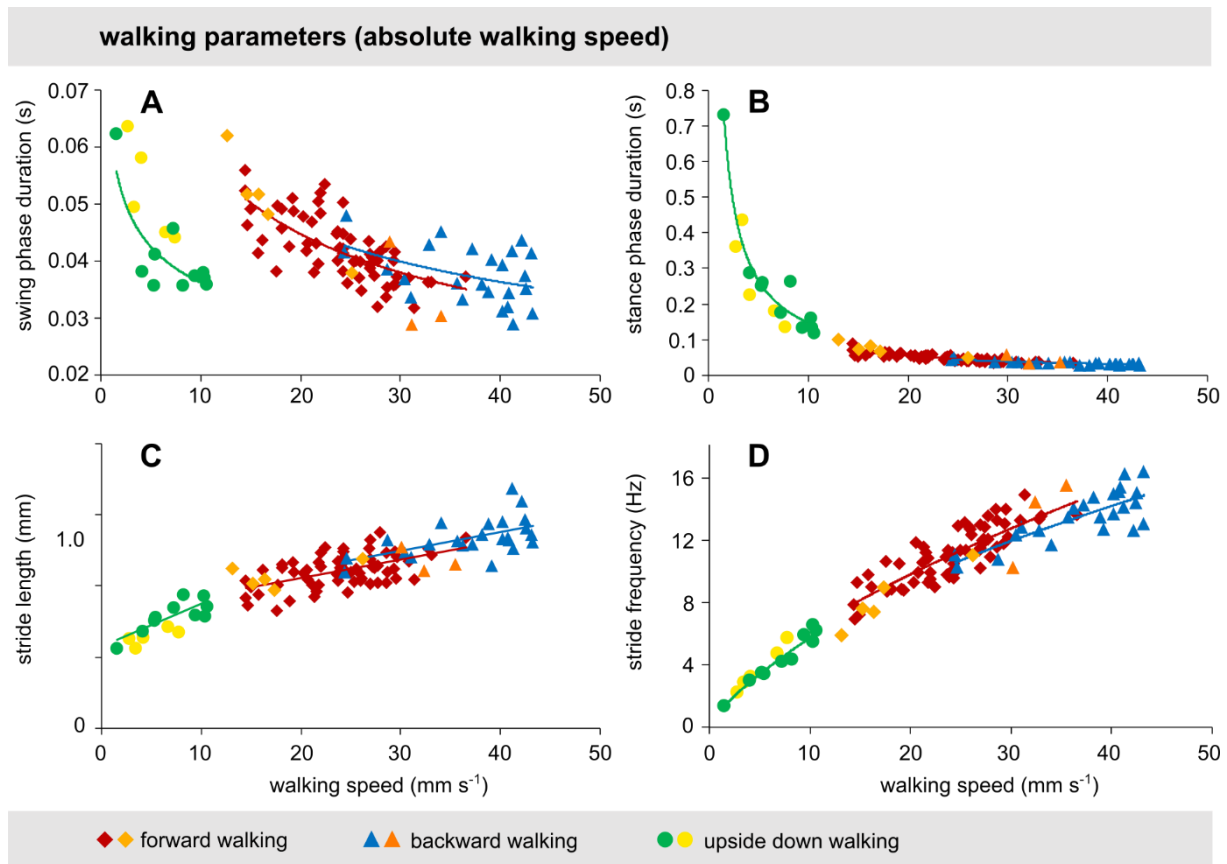 walking parameters (absolute walking speed)
A
swing phase duration (s)
0.07
0.06
0.05
0.04
0.03
0.02
0 10 20 30 40 50
B
stance phase duration (s)
0.8
0.7
0.6
0.5
0.4
0.3
0.2
0.1
0
0 10 20 30 40 50
C
stride length (mm)
1.0
0
0 10 20 30 40 50
walking speed (mm s⁻¹)
D
stride frequency (Hz)
16
12
8
4
0
0 10 20 30 40 50
walking speed (mm s⁻¹)
forward walking
backward walking
upside down walking